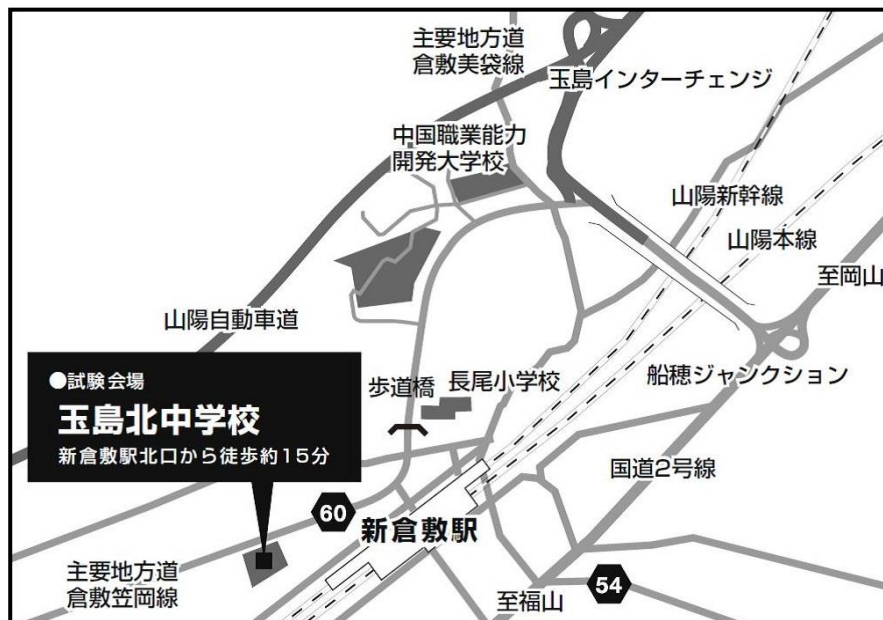 主要地方道
倉敷美袋線
玉島インターチェンジ
中国職業能力
開発大学校
山陽新幹線
山陽本線
至岡山
山陽自動車道
船穂ジャンクション
●試験会場
玉島北中学校
新倉敷駅北口から徒歩約15分
歩道橋
長尾小学校
国道2号線
60
新倉敷駅
主要地方道
倉敷笠岡線
至福山
54